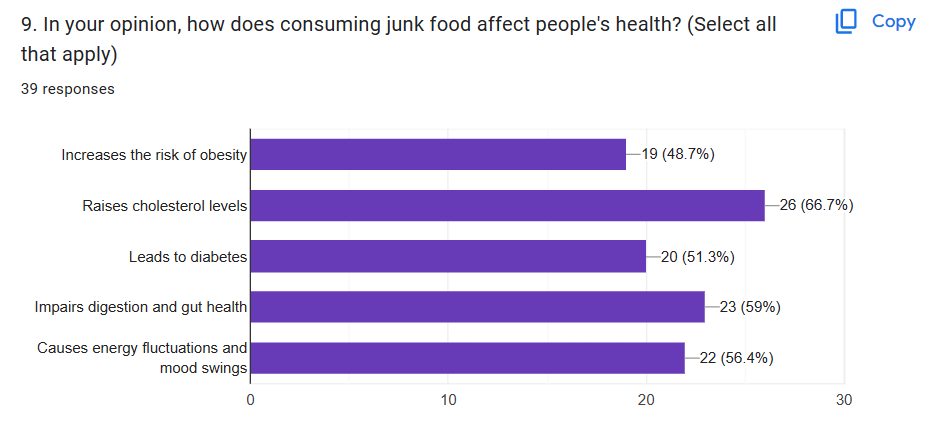 9. In your opinion, how does consuming junk food affect people's health? (Select all
that apply)
Copy
39 responses
Increases the risk of obesity
19 (48.7%)
Raises cholesterol levels
26 (66.7%)
Leads to diabetes
20 (51.3%)
Impairs digestion and gut health
23 (59%)
Causes energy fluctuations and
mood swings
22 (56.4%)
0
10
20
30